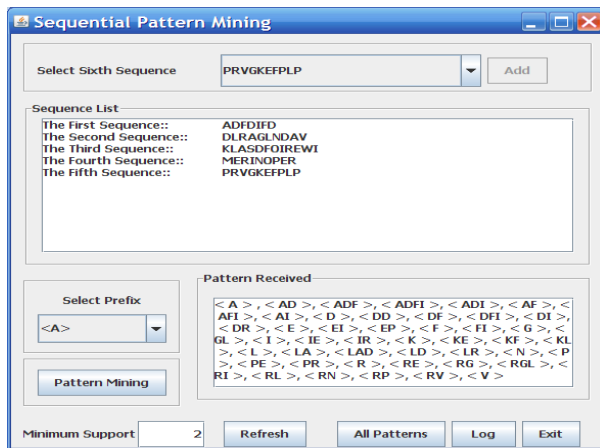 Sequential Pattern Mining
Select Sixth Sequence PRVGKEFPLP Add
Sequence List
The First Sequence:: ADFDIFD
The Second Sequence:: DLRAGLNDAV
The Third Sequence:: KLASDFOIREWI
The Fourth Sequence:: MERINOPER
The Fifth Sequence:: PRVGKEFPLP
Select Prefix
<A>
Pattern Mining
Pattern Received
< A > , < AD >, < ADF >, < ADFI >, < ADI >, < AF >, <
AFI >, < AI >, < D >, < DD >, < DF >, < DFI >, < DI >,
< DR >, < E >, < EI >, < EP >, < F >, < FI >, < G >, <
GL >, < I >, < IE >, < IR >, < K >, < KE >, < KF >, < KL
>, < L >, < LA >, < LAD >, < LD >, < LR >, < N >, < P
>, < PE >, < PR >, < R >, < RE >, < RG >, < RGL >, <
RI >, < RL >, < RN >, < RP >, < RV >, < V >
Minimum Support 2 Refresh All Patterns Log Exit